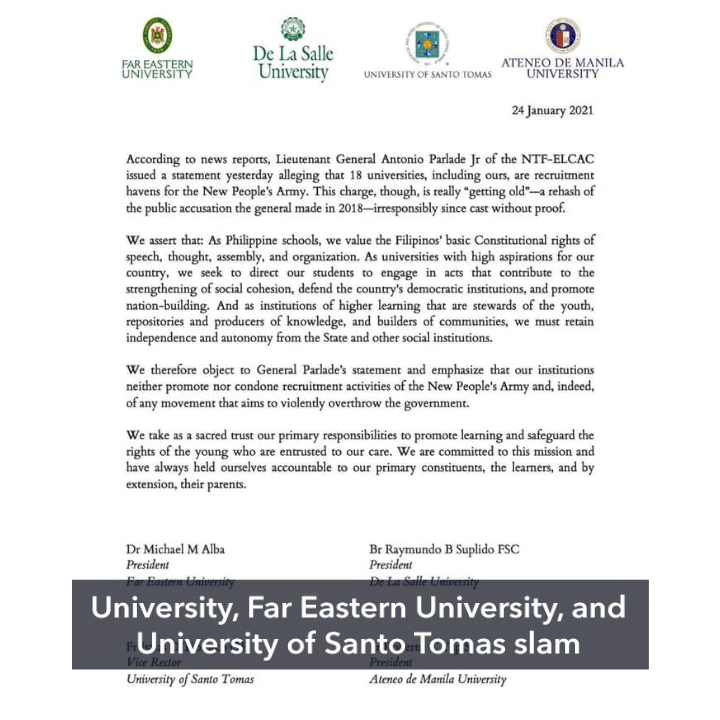 FAR EASTERN
UNIVERSITY
De La Salle
University
UNIVERSITY OF SANTO TOMAS
ATENEO DE MANILA
UNIVERSITY
24 January 2021
According to news reports, Lieutenant General Antonio Parlade Jr of the NTF-ELCAC
issued a statement yesterday alleging that 18 universities, including ours, are recruitment
havens for the New People's Army. This charge, though, is really "getting old"—a rehash of
the public accusation the general made in 2018—irresponsibly since cast without proof.
We assert that: As Philippine schools, we value the Filipinos' basic Constitutional rights of
speech, thought, assembly, and organization. As universities with high aspirations for our
country, we seek to direct our students to engage in acts that contribute to the
strengthening of social cohesion, defend the country's democratic institutions, and promote
nation-building. And as institutions of higher learning that are stewards of the youth,
repositories and producers of knowledge, and builders of communities, we must retain
independence and autonomy from the State and other social institutions.
We therefore object to General Parlade's statement and emphasize that our institutions
neither promote nor condone recruitment activities of the New People's Army and, indeed,
of any movement that aims to violently overthrow the government.
We take as a sacred trust our primary responsibilities to promote learning and safeguard the
rights of the young who are entrusted to our care. We are committed to this mission and
have always held ourselves accountable to our primary constituents, the learners, and by
extension, their parents.
Dr Michael M Alba
President
Far Eastern University
Br Raymundo B Suplido FSC
President
De La Salle University
University, Far Eastern University, and
University of Santo Tomas slam
Vice Rector
University of Santo Tomas
President
Ateneo de Manila University